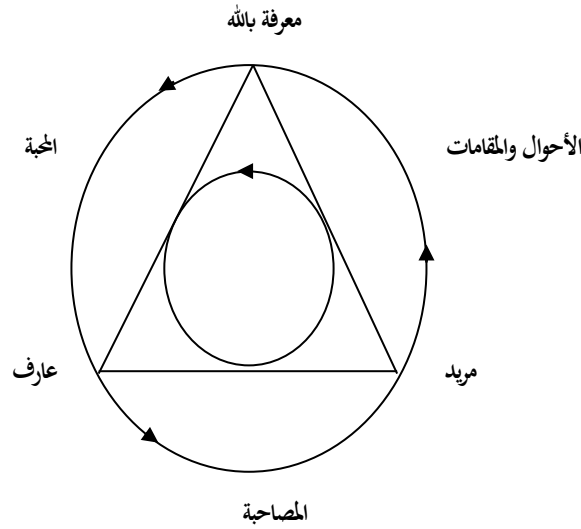 معرفة بالله
الأحوال والمقامات
المحبة
مريد
عارف
المصاحبة